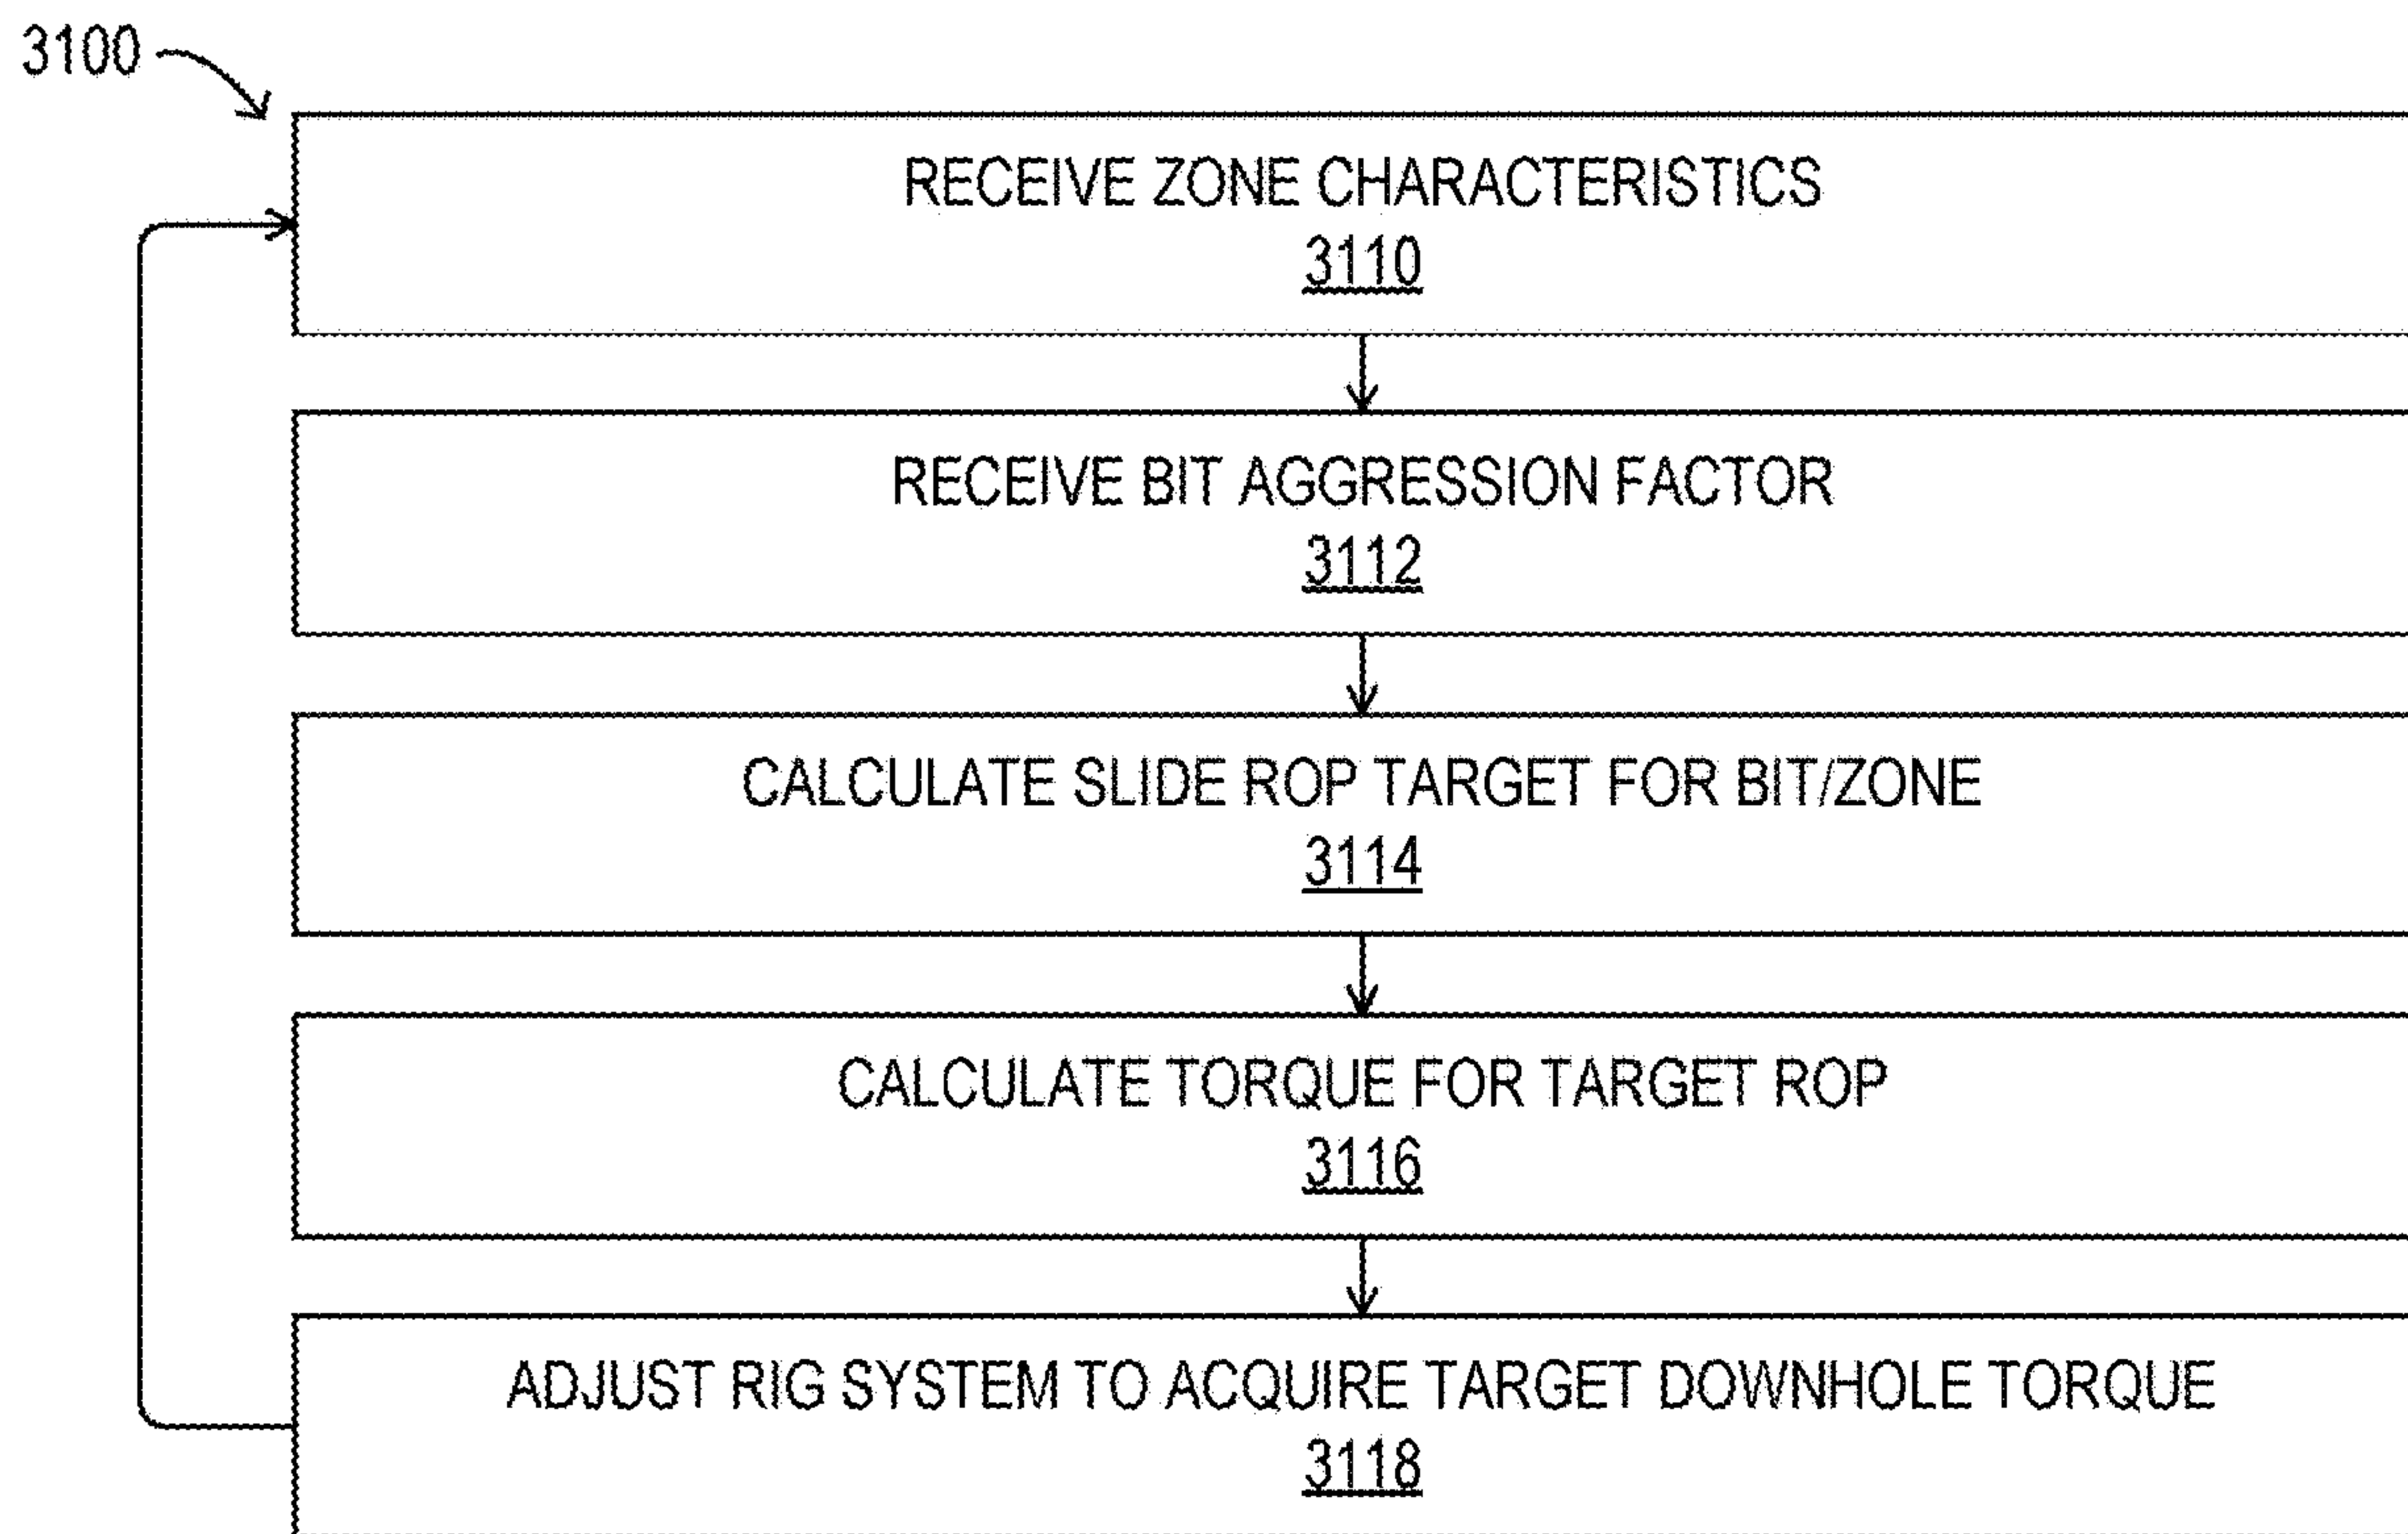 3100
RECEIVE ZONE CHARACTERISTICS
3110
RECEIVE BIT AGGRESSION FACTOR
3112
CALCULATE SLIDE ROP TARGET FOR BIT/ZONE
3114
CALCULATE TORQUE FOR TARGET ROP
3116
ADJUST RIG SYSTEM TO ACQUIRE TARGET DOWNHOLE TORQUE
3118